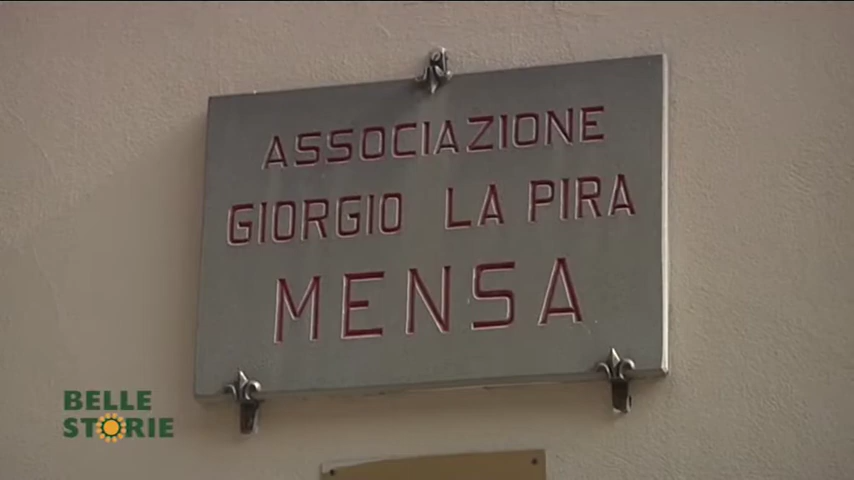 ASSOCIAZIONE
GIORGIO LA PIRA
MENSA
BELLE
STORIE